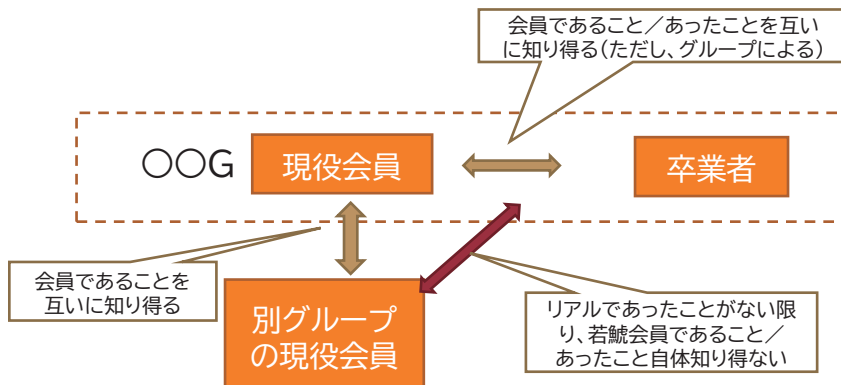 会員であること／あったことを互い
に知り得る（ただし、グループによる）
〇〇G
現役会員
卒業者
会員であることを
互いに知り得る
別グループ
の現役会員
リアルであったことがない限
り、若鯱会員であること／
あったこと自体知り得ない